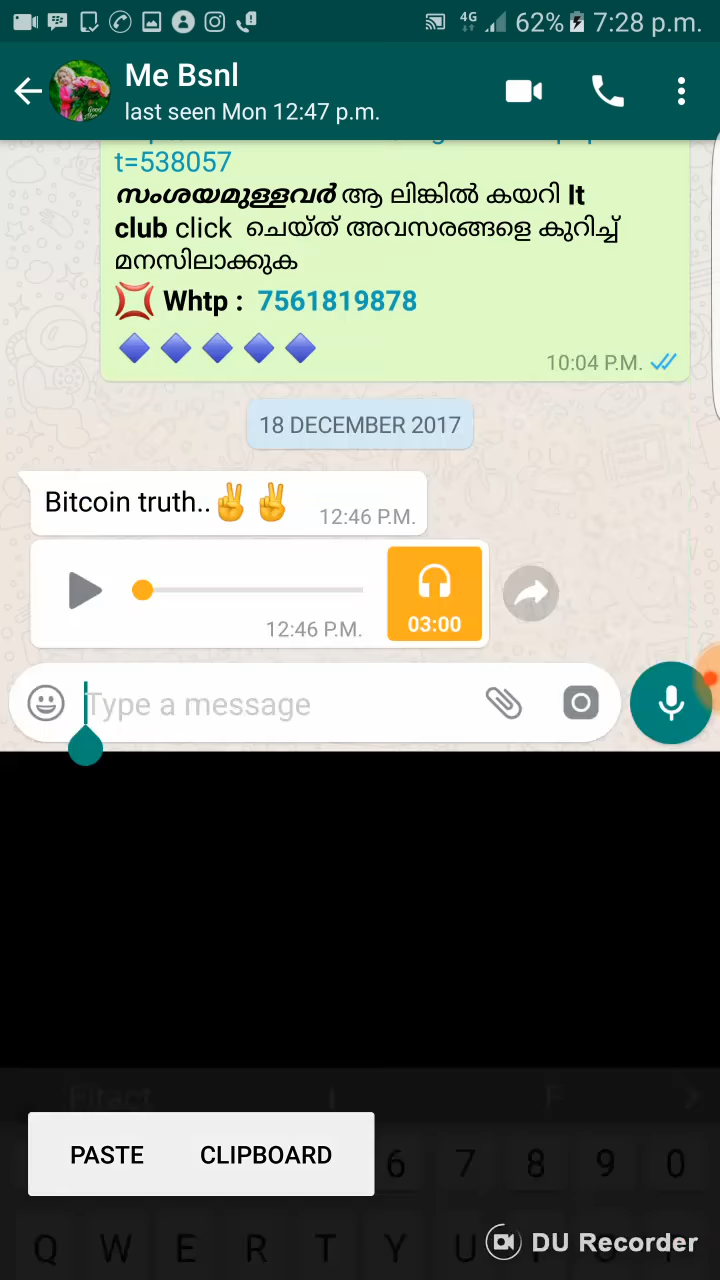 62% 7:28 p.m.
4G
Me Bsnl
last seen Mon 12:47 p.m.
t=538057
സംശയമുള്ളവർ ആ ലിങ്കിൽ കയറി It
club click ചെയ്ത് അവസരങ്ങളെ കുറിച്ച്
മനസിലാക്കുക
💢 Whtp : 7561819878
🔷 🔷 🔷 🔷 🔷
10:04 P.M.
18 DECEMBER 2017
Bitcoin truth..✌ ✌ 12:46 P.M.
03:00
12:46 P.M.
Type a message
PASTE CLIPBOARD
6 7 8 9 0
Q W E R T Y U
DU Recorder